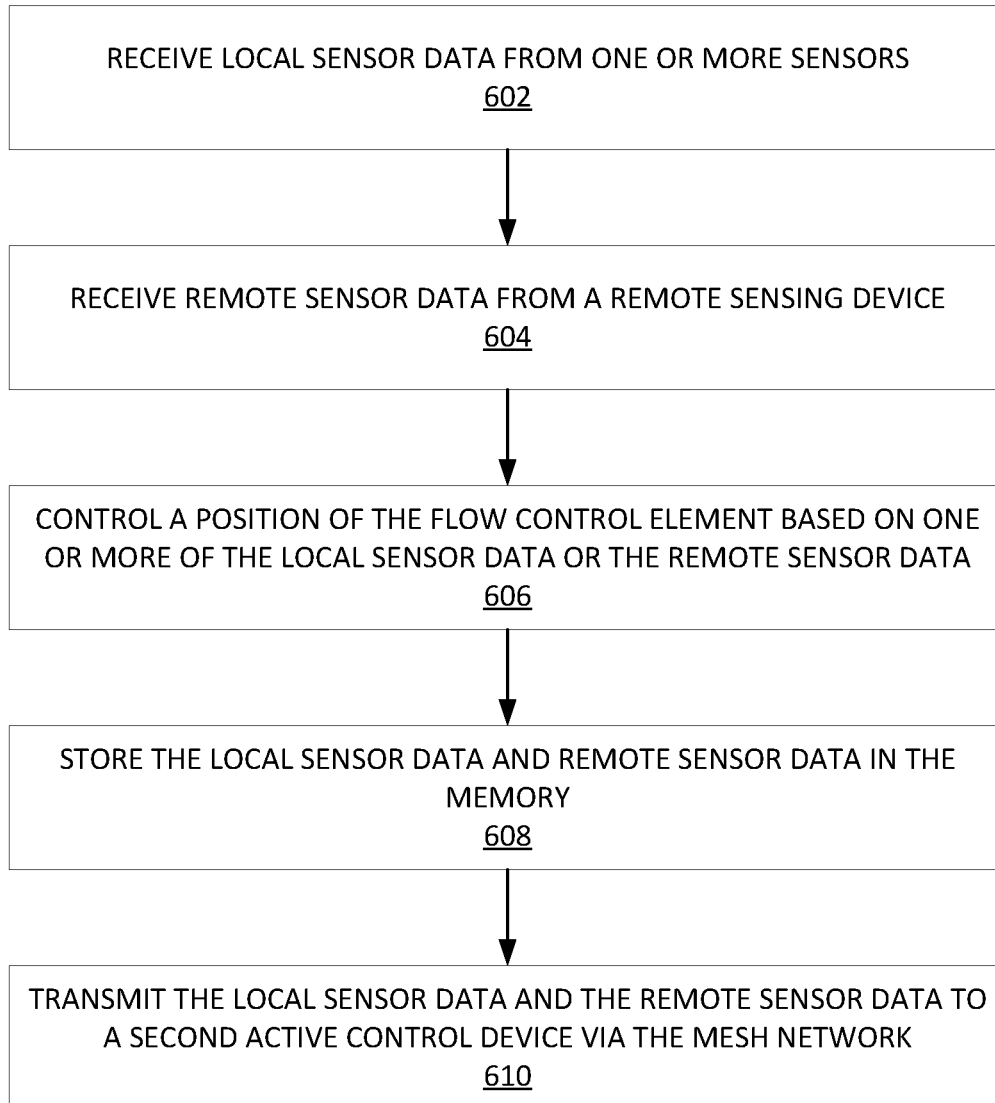 RECEIVE LOCAL SENSOR DATA FROM ONE OR MORE SENSORS
602
RECEIVE REMOTE SENSOR DATA FROM A REMOTE SENSING DEVICE
604
CONTROL A POSITION OF THE FLOW CONTROL ELEMENT BASED ON ONE
OR MORE OF THE LOCAL SENSOR DATA OR THE REMOTE SENSOR DATA
606
STORE THE LOCAL SENSOR DATA AND REMOTE SENSOR DATA IN THE
MEMORY
608
TRANSMIT THE LOCAL SENSOR DATA AND THE REMOTE SENSOR DATA TO
A SECOND ACTIVE CONTROL DEVICE VIA THE MESH NETWORK
610